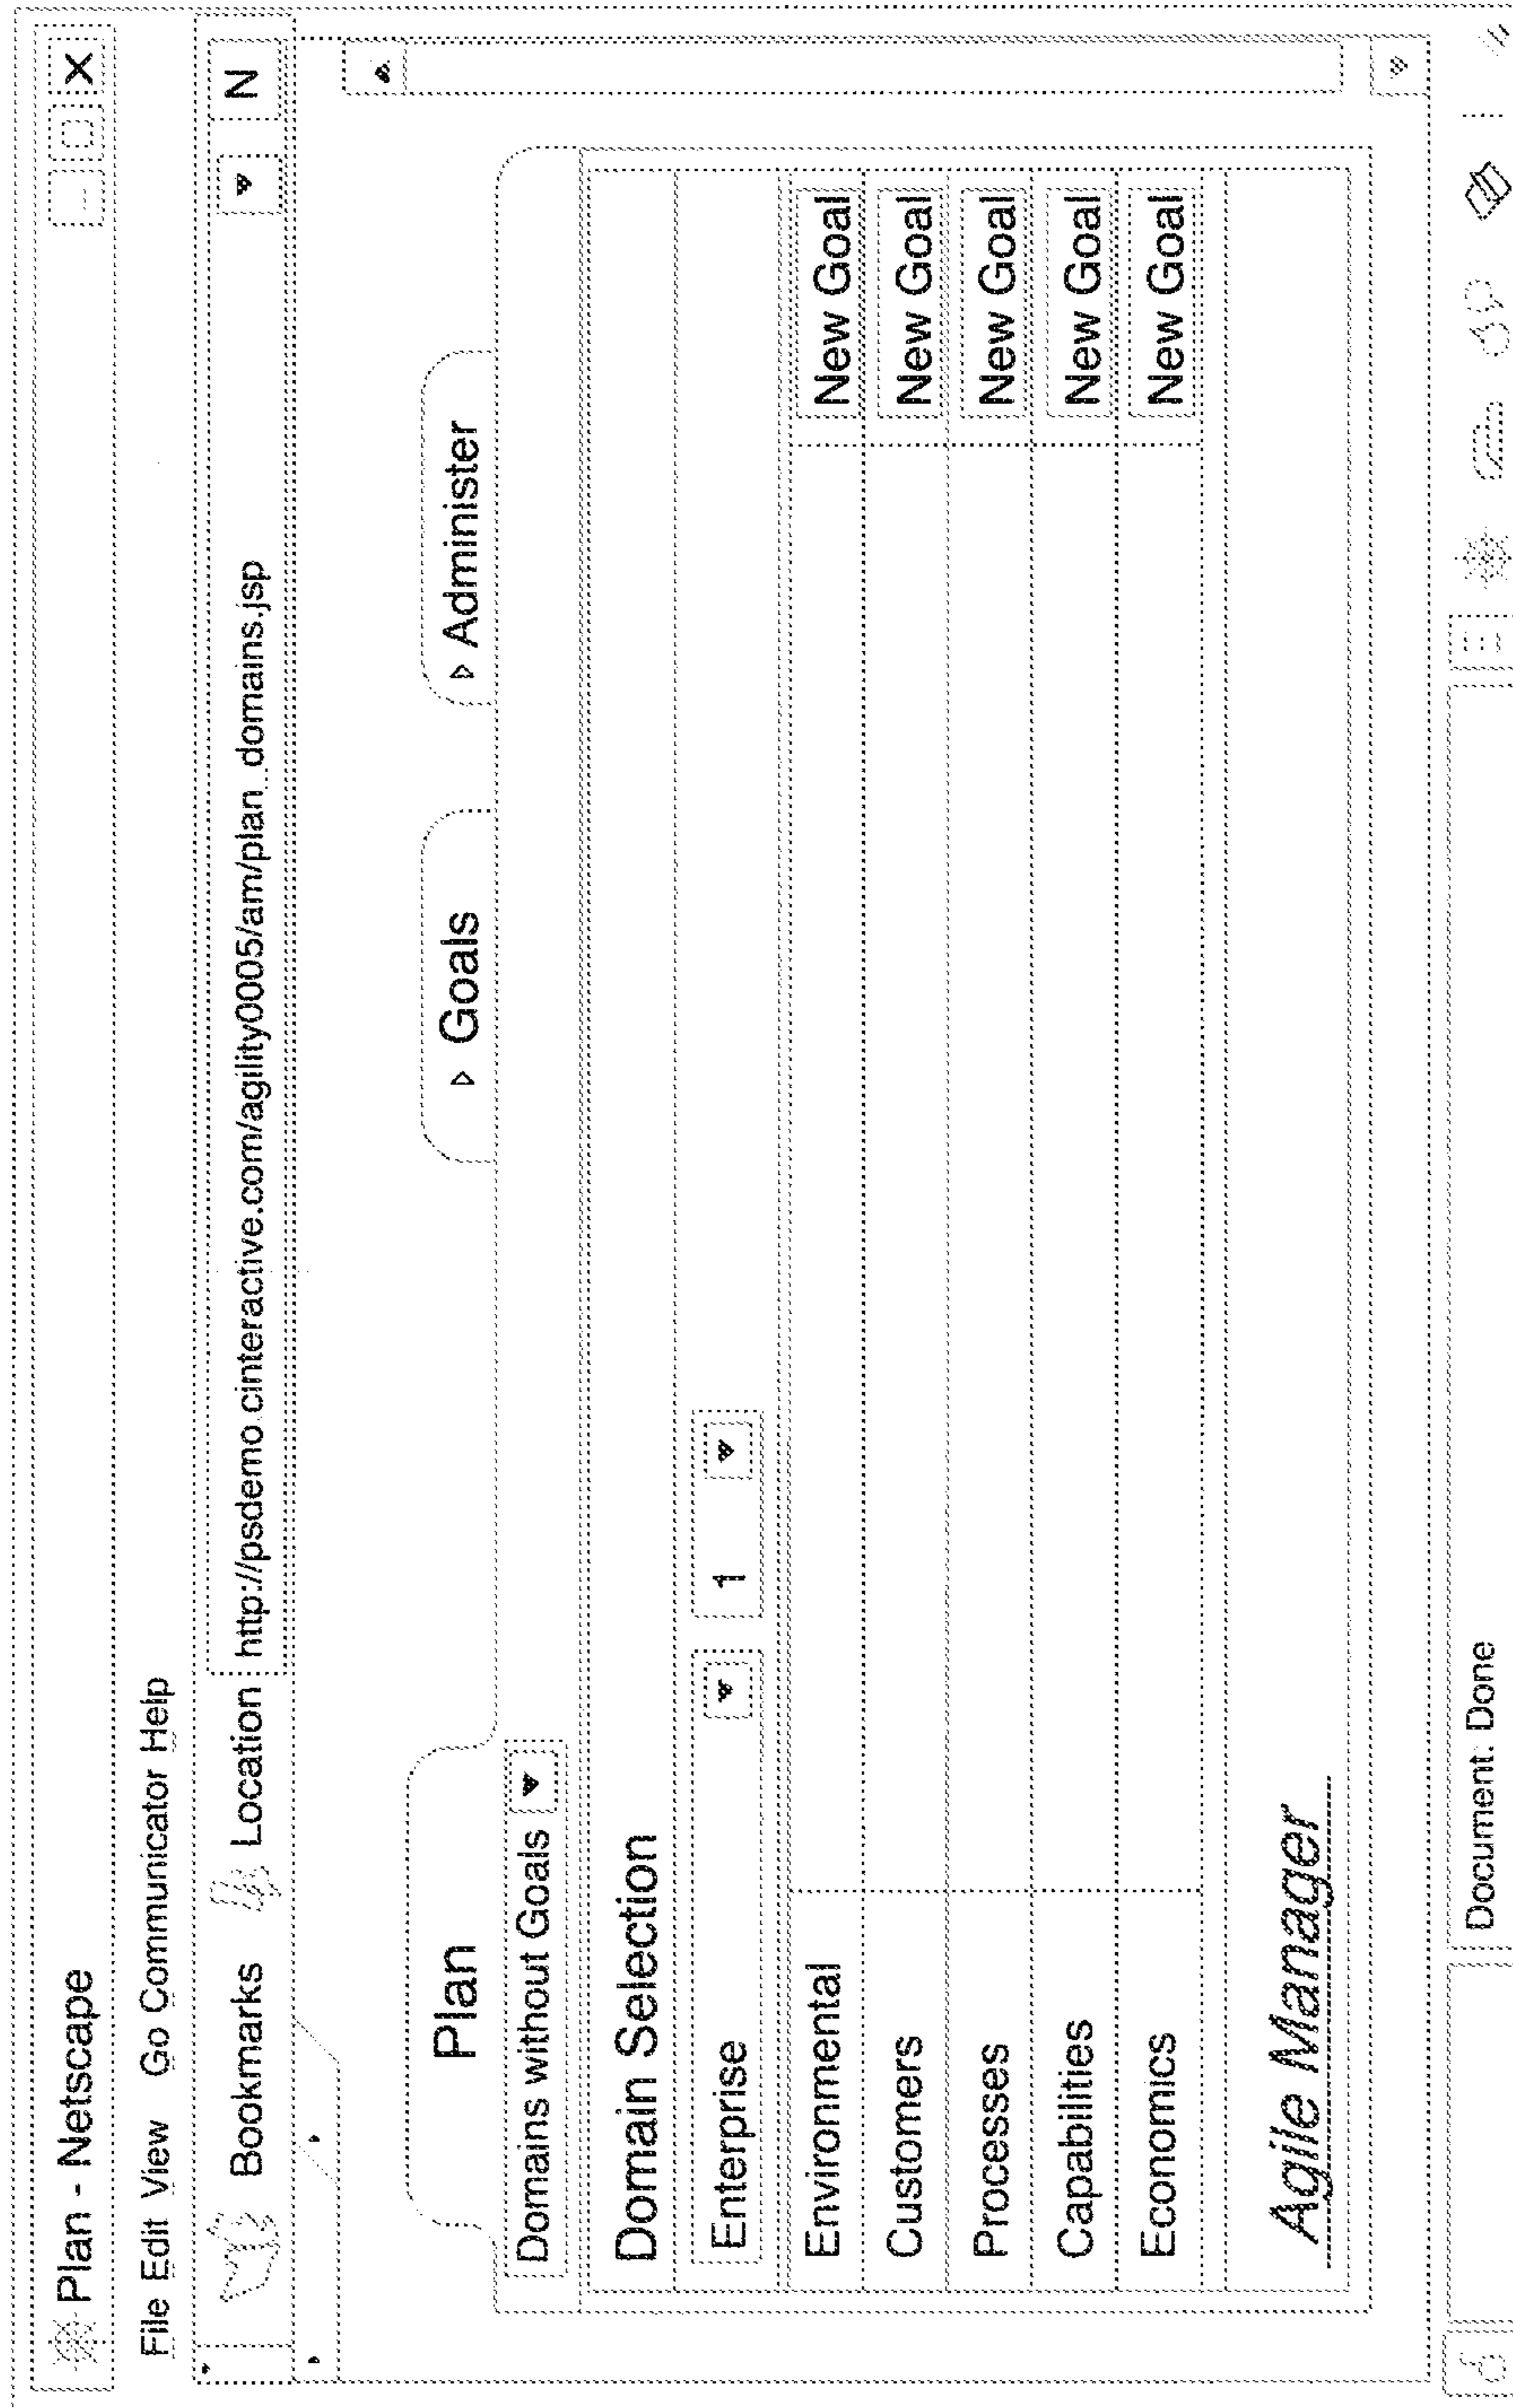 Plan - Netscape
File Edit View Go Communicator Help
Bookmarks Location http://psdemo.cinteractive.com/agility0005/am/plan_domains.jsp N
Plan Goals Administer
Domains without Goals
Domain Selection
Enterprise 1
Environmental New Goal
Customers New Goal
Processes New Goal
Capabilities New Goal
Economics New Goal
Agile Manager
Document: Done